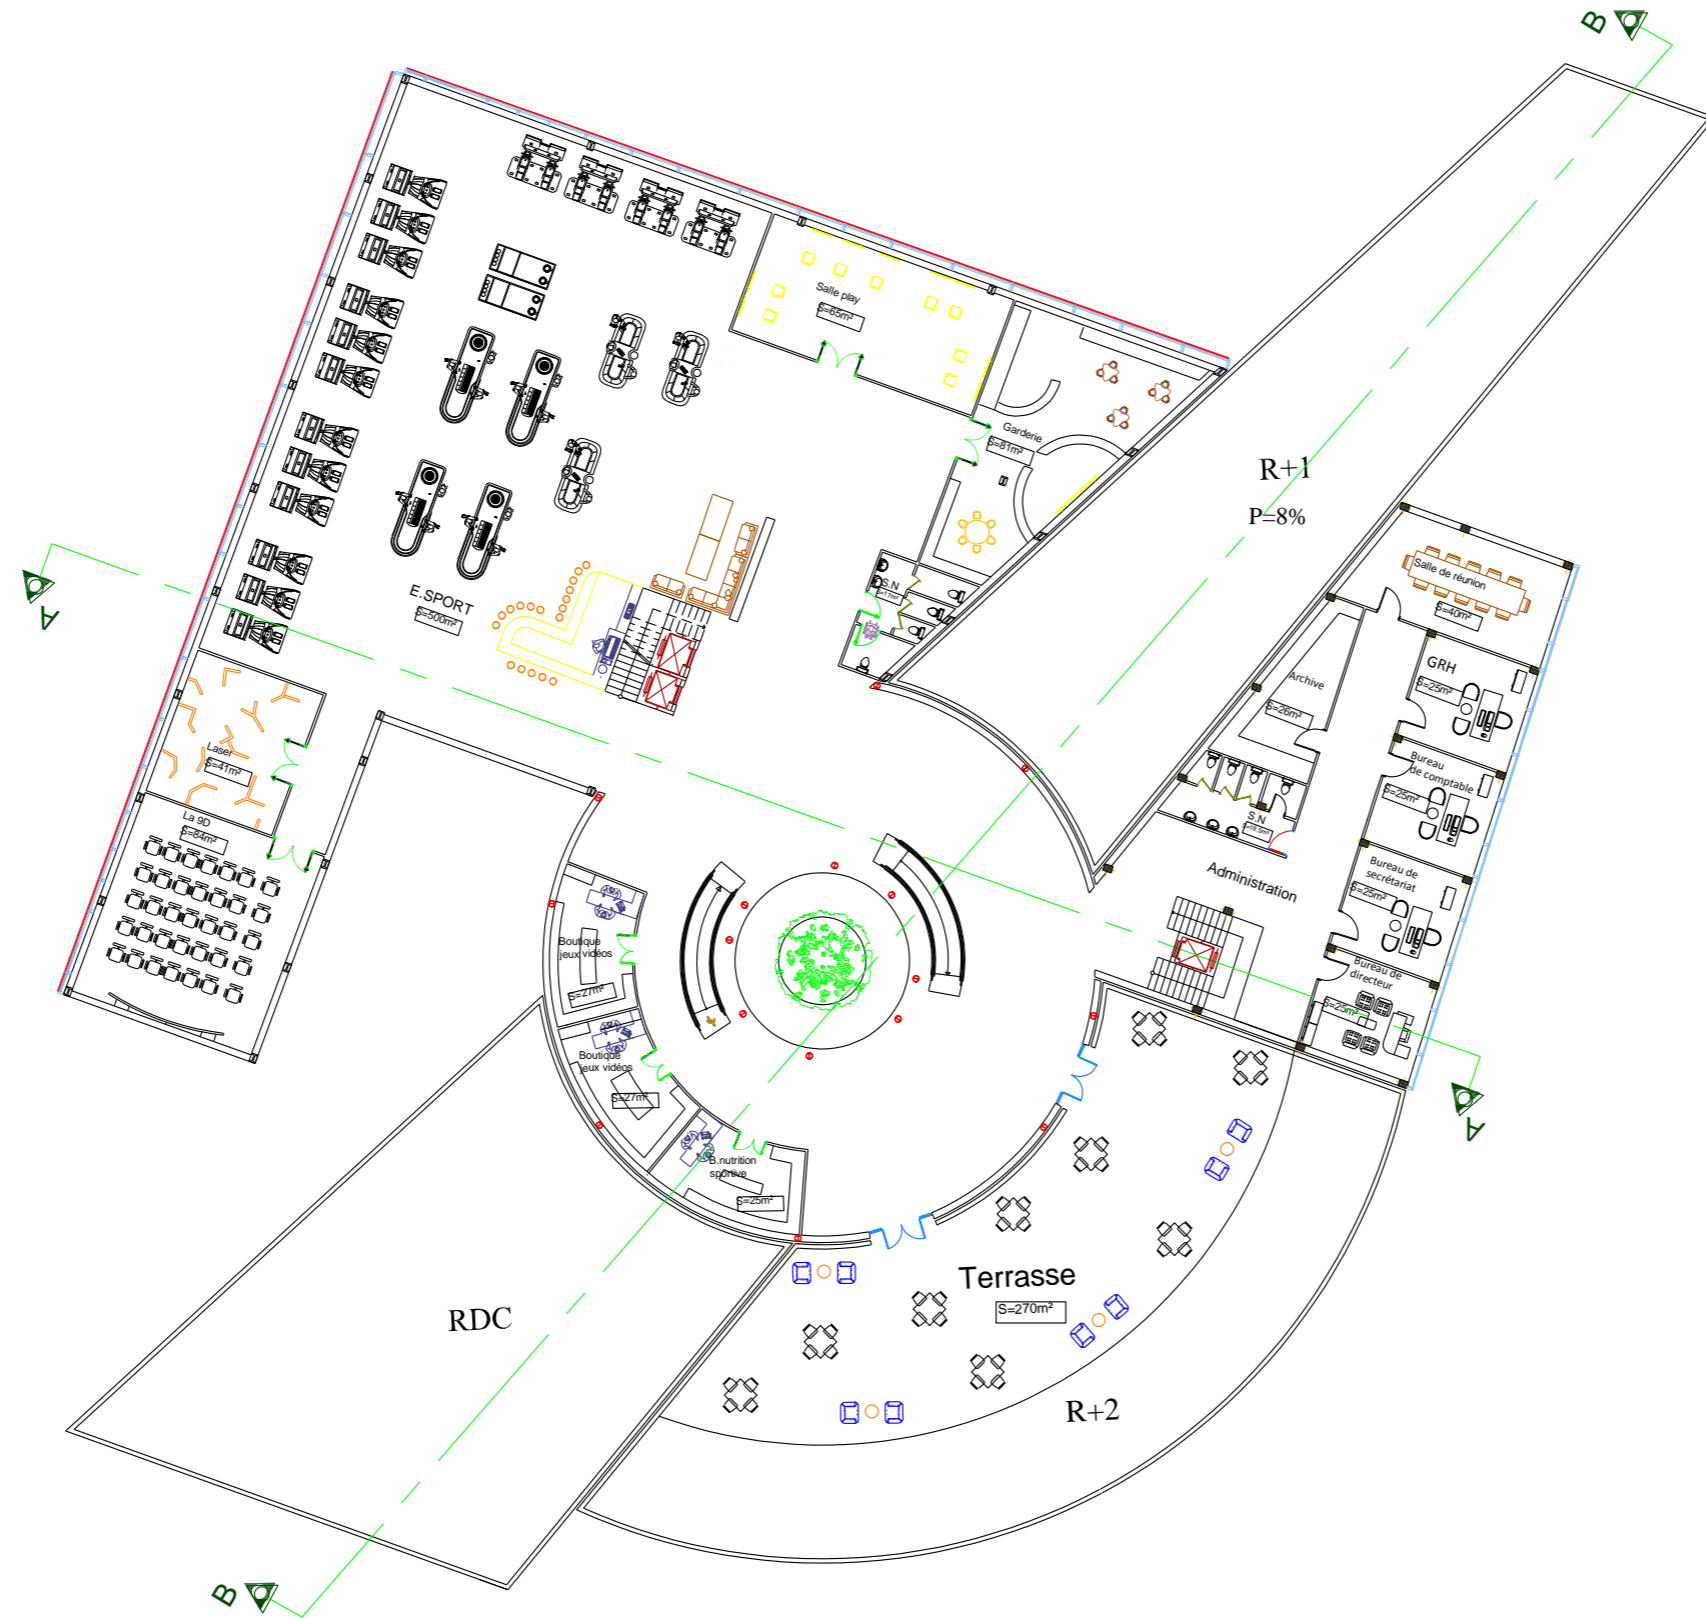 B
Salle play
S=65m²
Garderie
S=81m²
R+1
P=8%
A
E.SPORT
S=500m²
S.N
S=17m²
Salle de réunion
S=40m²
GRH
S=25m²
Archive
S=26m²
Laser
S=41m²
Bureau
de comptable
S=25m²
La 9D
S=84m²
S.N
Administration
Bureau de
secrétariat
S=25m²
Boutique
jeux vidéos
S=27m²
Bureau de
directeur
S=25m²
Boutique
jeux vidéos
S=27m²
A
B.nutrition
sportive
S=25m²
Terrasse
S=270m²
RDC
R+2
B